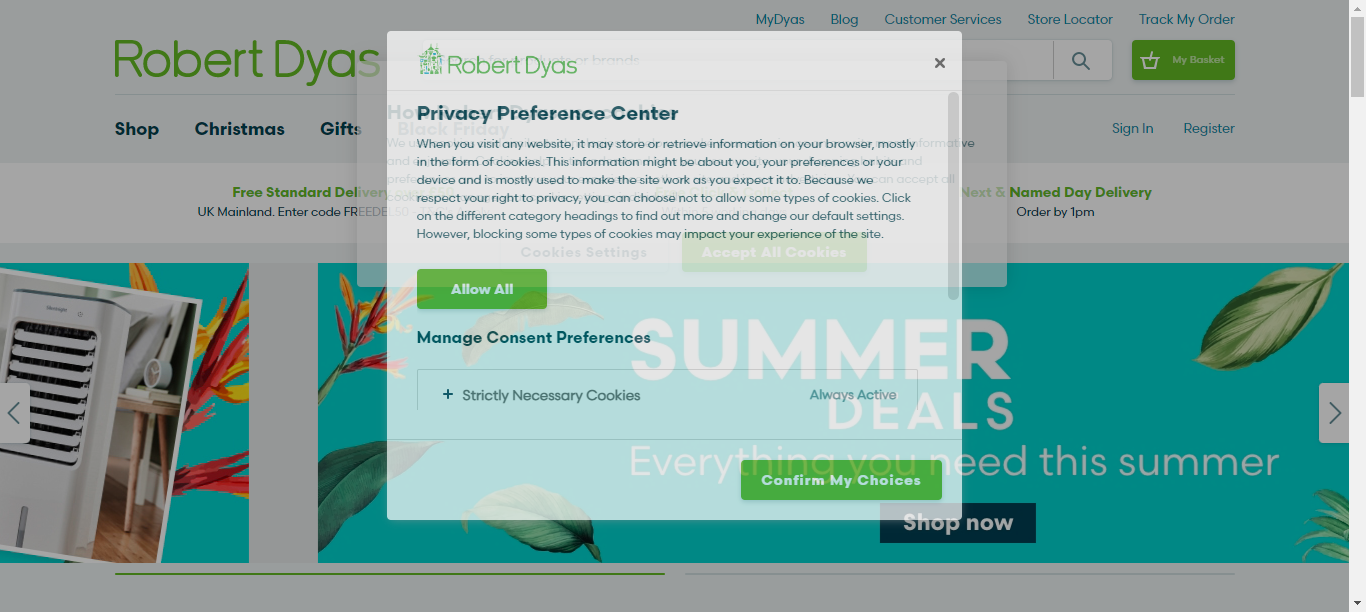 MyDyas Blog Customer Services Store Locator Track My Order
Robert Dyas
or brands
My Basket
Shop Christmas Gifts Black Friday
Sign In Register
Free Standard Delivery
UK Mainland. Enter code FREEDEL50
Next & Named Day Delivery
Order by 1pm
Robert Dyas
Privacy Preference Center
When you visit any website, it may store or retrieve information on your browser, mostly
in the form of cookies. This information might be about you, your preferences or your
device and is mostly used to make the site work as you expect it to. Because we
respect your right to privacy, you can choose not to allow some types of cookies. Click
on the different category headings to find out more and change our default settings.
However, blocking some types of cookies may impact your experience of the site.
Cookies Settings Accept All Cookies
Allow All
Manage Consent Preferences
Strictly Necessary Cookies Always Active
Confirm My Choices
SUMMER
DEALS
Everything you need this summer
Shop now